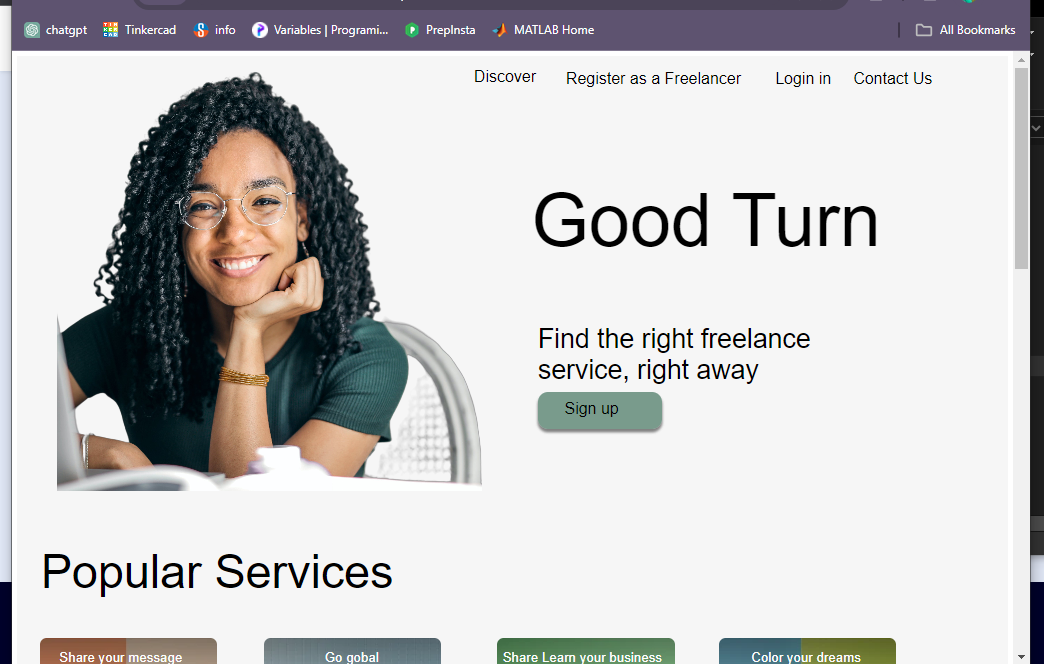 chatgpt
Tinkercad
info
Variables | Programi...
PrepInsta
MATLAB Home
All Bookmarks
Discover
Register as a Freelancer
Login in
Contact Us
Good Turn
Find the right freelance
service, right away
Sign up
Popular Services
Share your message
Go gobal
Share Learn your business
Color your dreams